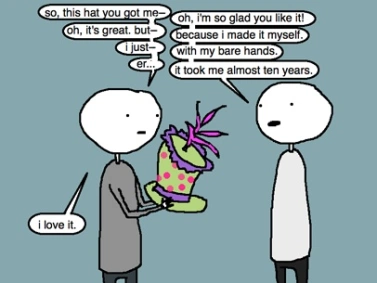 so, this hat you got me–
oh, i'm so glad you like it!
oh, it's great. but–
because i made it myself.
i just–
with my bare hands.
er...
it took me almost ten years.
i love it.